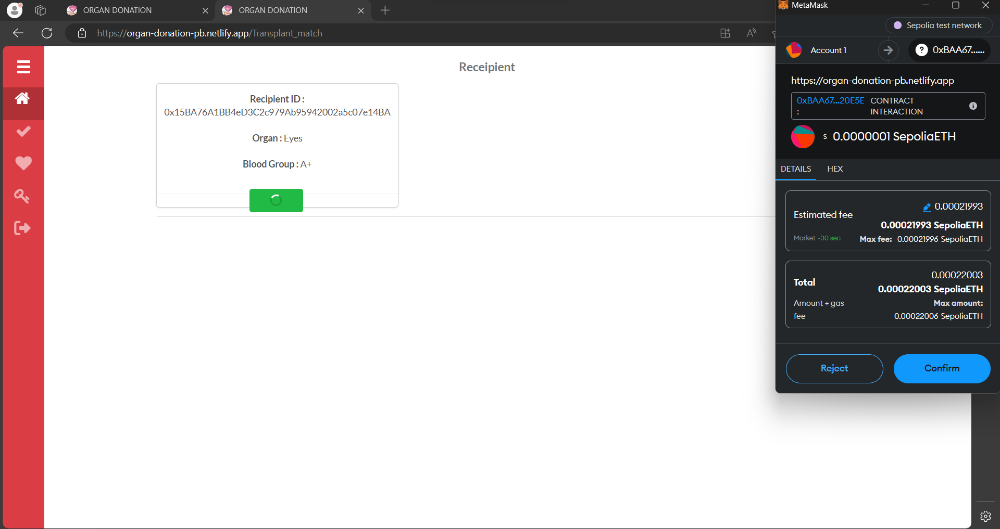 ORGAN DONATION
ORGAN DONATION
https://organ-donation-pb.netlify.app/Transplant_match
Receipient
Recipient ID :
0x15BA76A1BB4eD3C2c979Ab95942002a5c07e14BA
Organ : Eyes
Blood Group : A+
MetaMask
Sepolia test network
Account 1
0xBAA67......
https://organ-donation-pb.netlify.app
0xBAA67...20E5E : CONTRACT
INTERACTION
S 0.0000001 SepoliaETH
DETAILS HEX
Estimated fee
0.00021993
0.00021993 SepoliaETH
Market ~30 sec Max fee: 0.00021996 SepoliaETH
Total
0.00022003
0.00022003 SepoliaETH
Amount + gas
fee
Max amount:
0.00022006 SepoliaETH
Reject Confirm